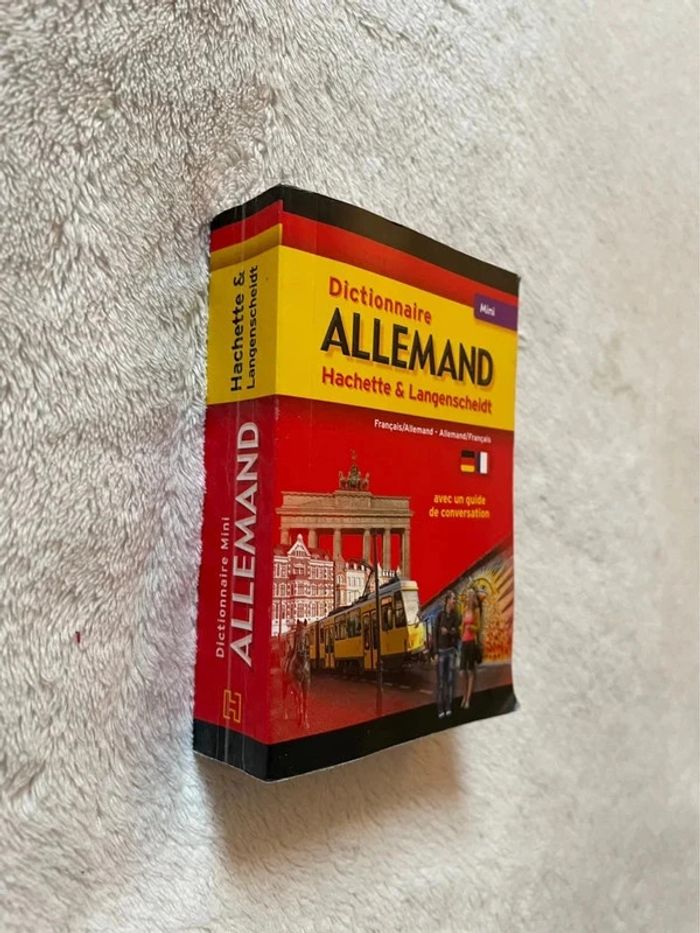 Hachette &
Langenscheidt
Dictionnaire Mini
ALLEMAND
H
Mini
Dictionnaire
ALLEMAND
Hachette & Langenscheidt
Français/Allemand - Allemand/Français
avec un guide
de conversation